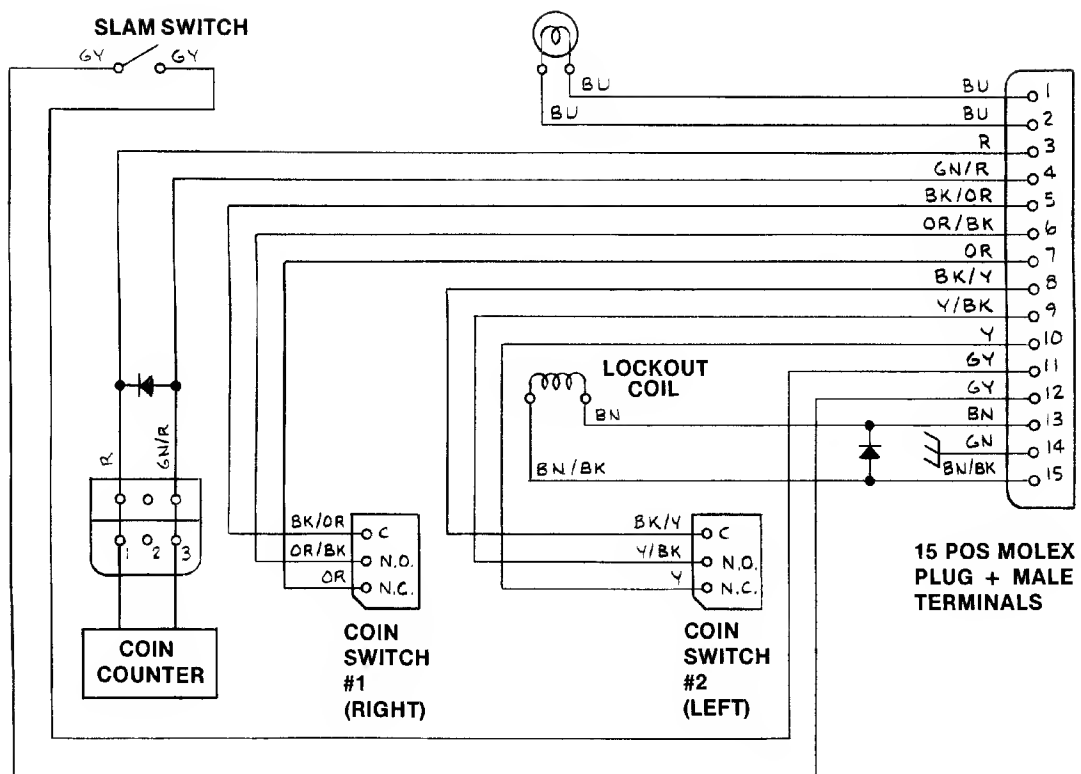 SLAM SWITCH
GY GY
BU BU 1
BU BU 2
R 3
GN/R 4
BK/OR 5
OR/BK 6
OR 7
BK/Y 8
Y/BK 9
Y 10
GY 11
LOCKOUT
COIL
GY 12
BN BN 13
GN 14
BN/BK BN/BK 15
R GN/R
1 2 3
COIN
COUNTER
BK/OR C
OR/BK N.O.
OR N.C.
COIN
SWITCH
#1
(RIGHT)
BK/Y C
Y/BK N.O.
Y N.C.
COIN
SWITCH
#2
(LEFT)
15 POS MOLEX
PLUG + MALE
TERMINALS